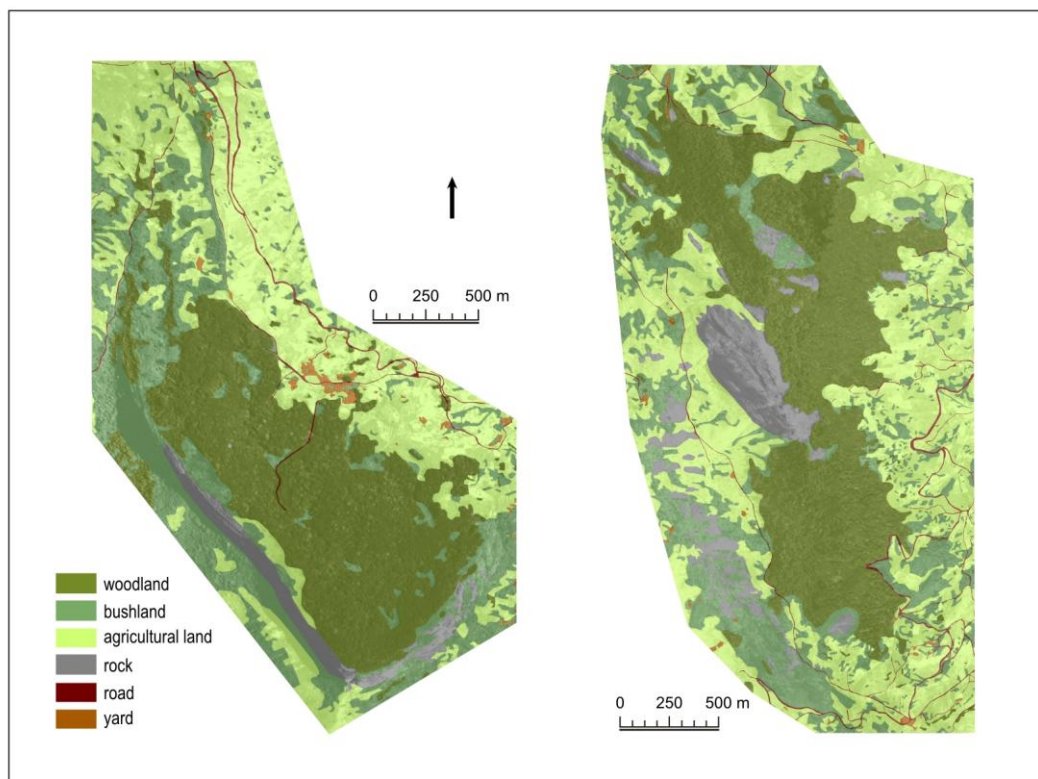 0 250 500 m
woodland
bushland
agricultural land
rock
road
yard
0 250 500 m